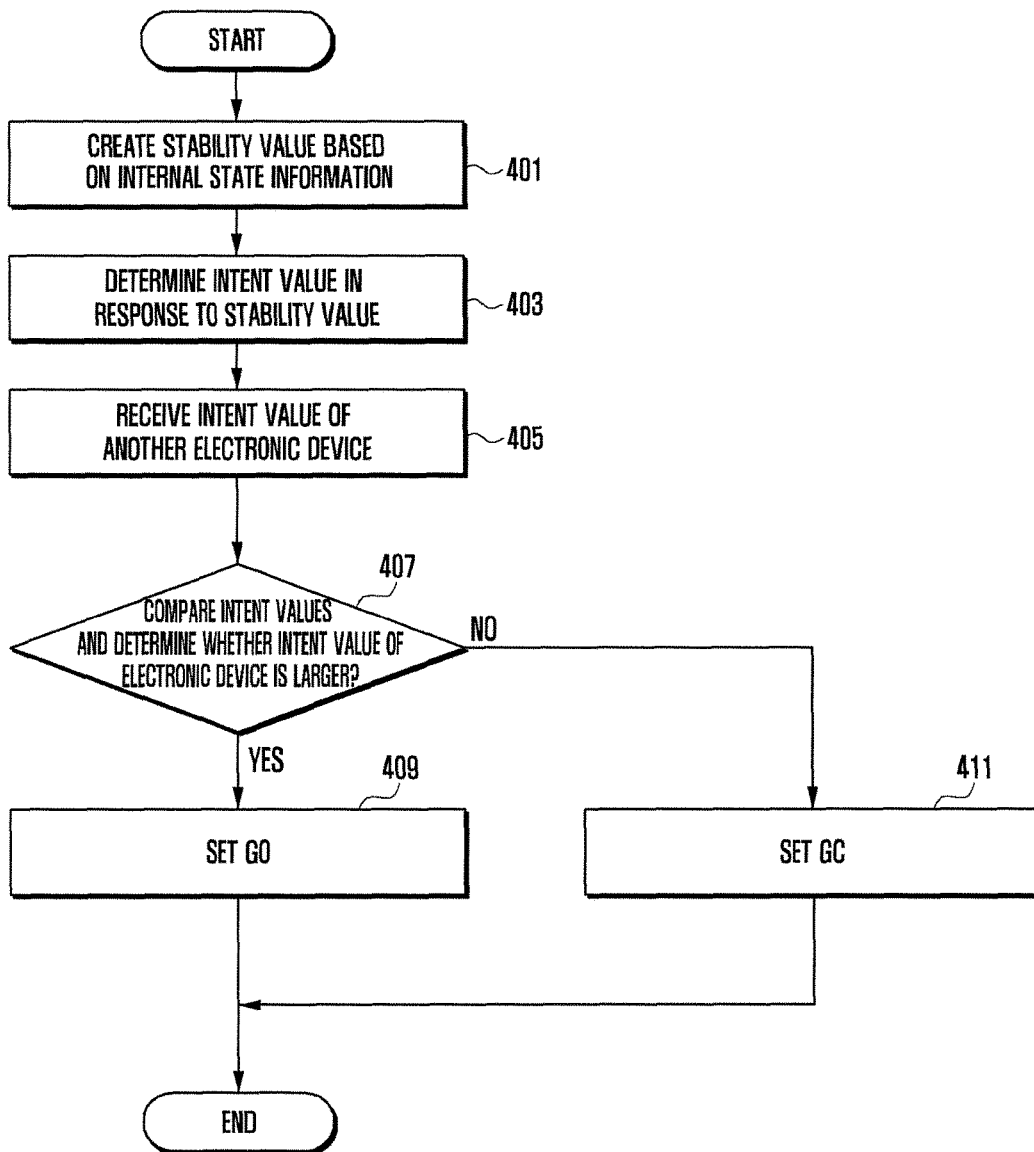 START
CREATE STABILITY VALUE BASED
ON INTERNAL STATE INFORMATION
401
DETERMINE INTENT VALUE IN
RESPONSE TO STABILITY VALUE
403
RECEIVE INTENT VALUE OF
ANOTHER ELECTRONIC DEVICE
405
407
COMPARE INTENT VALUES
AND DETERMINE WHETHER INTENT VALUE OF
ELECTRONIC DEVICE IS LARGER?
NO
YES
409
SET GO
411
SET GC
END